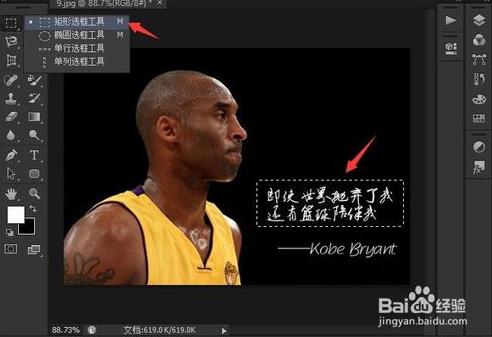 9.jpg @ 88.7%(RGB/8#) *
矩形选框工具 M
椭圆选框工具 M
单行选框工具
单列选框工具
即使世界抛弃了我
还有篮球陪伴我
——Kobe Bryant
88.73%
文档:619.0K/619.0K
Baidu经验
jingyan.baidu.com